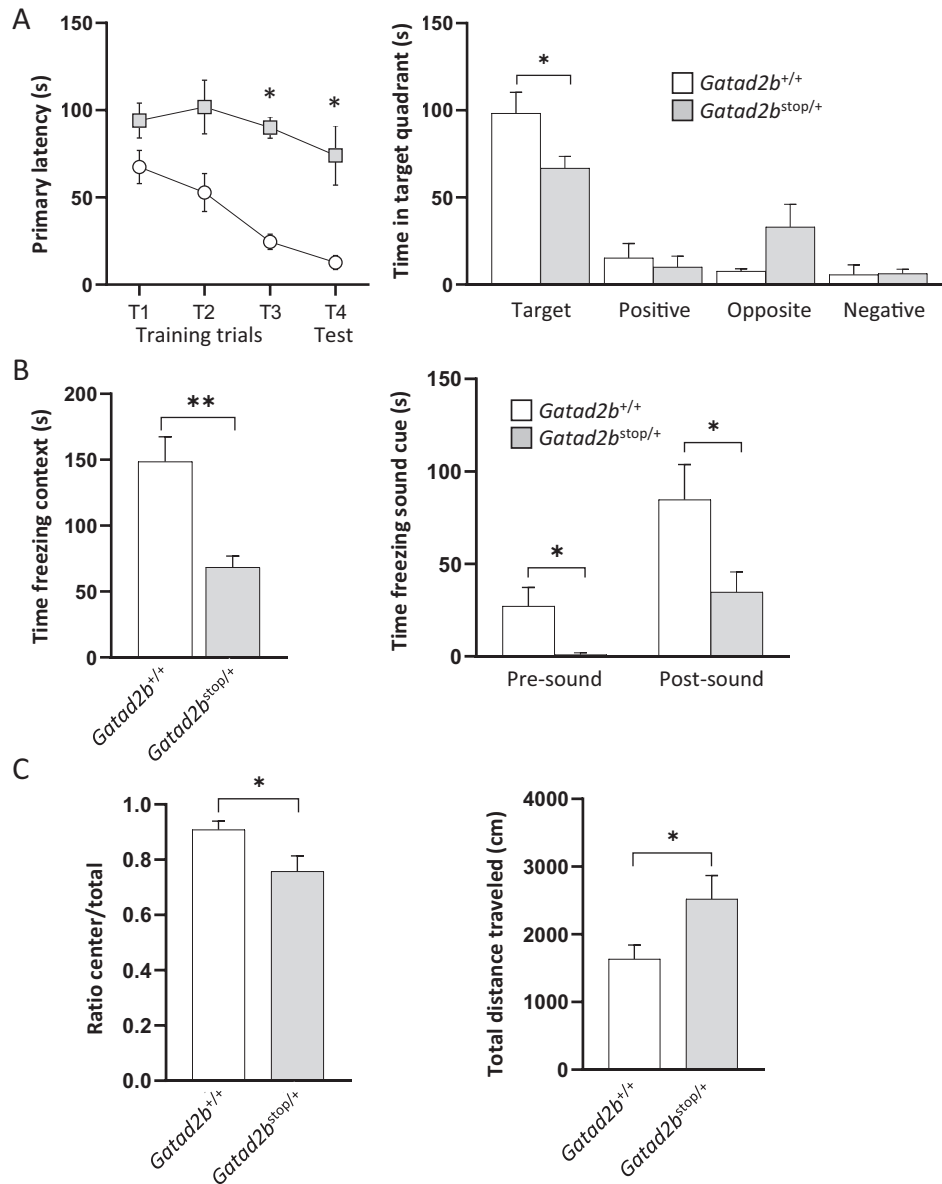 A
Primary latency (s)
150
100
50
0
*
*
T1 T2 T3 T4
Training trials Test
Time in target quadrant (s)
150
100
50
0
*
Gatad2b+/+
Gatad2bstop/+
Target Positive Opposite Negative
B
Time freezing context (s)
200
150
100
50
0
**
Gatad2b+/+
Gatad2bstop/+
Time freezing sound cue (s)
150
100
50
0
Gatad2b+/+
Gatad2bstop/+
*
*
Pre-sound Post-sound
C
Ratio center/total
1.0
0.8
0.6
0.4
0.2
0.0
*
Gatad2b+/+
Gatad2bstop/+
Total distance traveled (cm)
4000
3000
2000
1000
0
*
Gatad2b+/+
Gatad2bstop/+